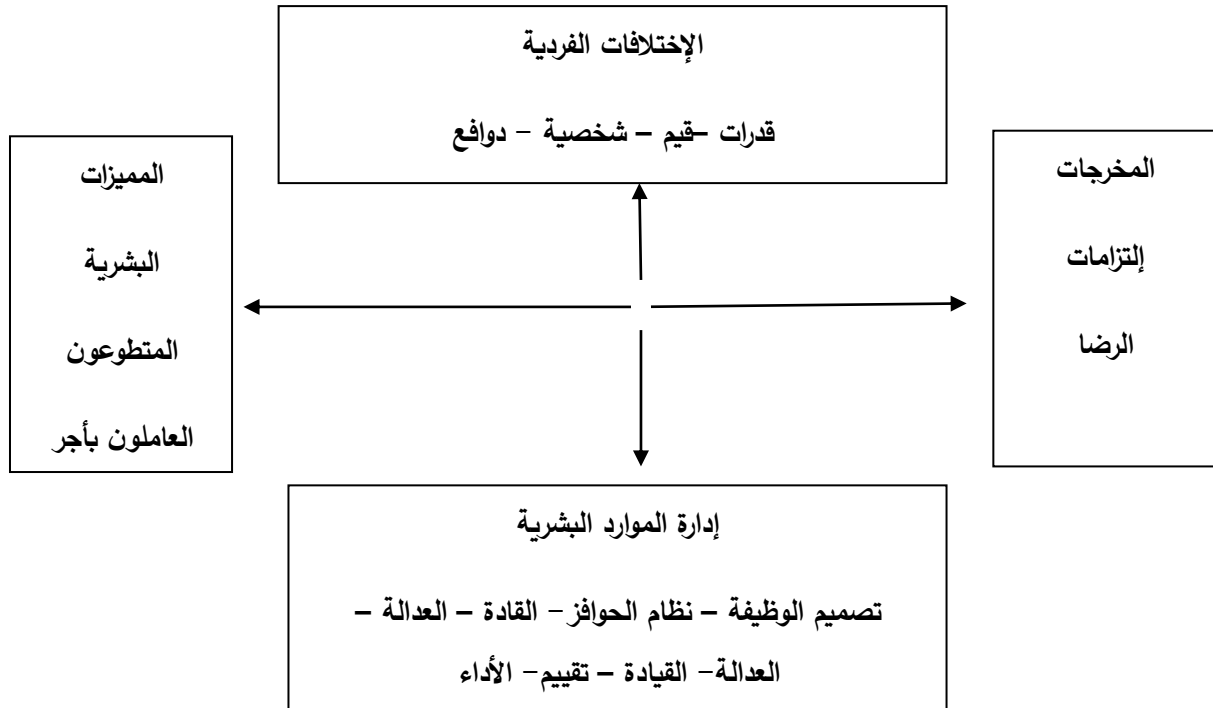 الإختلافات الفردية
قدرات –قيم – شخصية - دوافع
المخرجات
إلتزامات
الرضا
المميزات
البشرية
المتطوعون
العاملون بأجر
إدارة الموارد البشرية
تصميم الوظيفة – نظام الحوافز- القادة – العدالة –
العدالة- القيادة – تقييم- الأداء